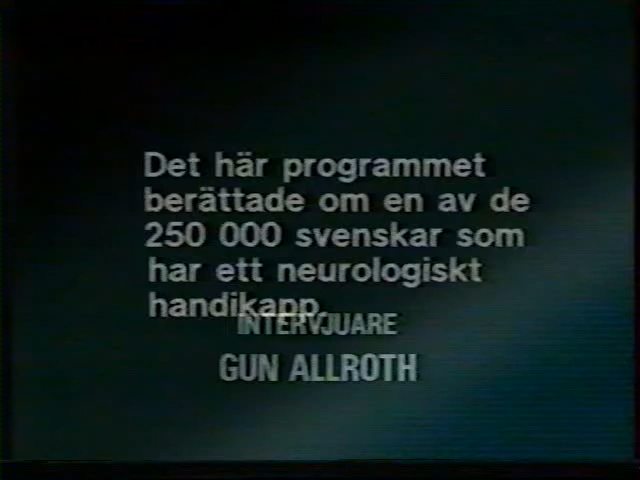 Det här programmet
berättade om en av de
250 000 svenskar som
har ett neurologiskt
handikapp.
INTERVJUARE
GUN ALLROTH